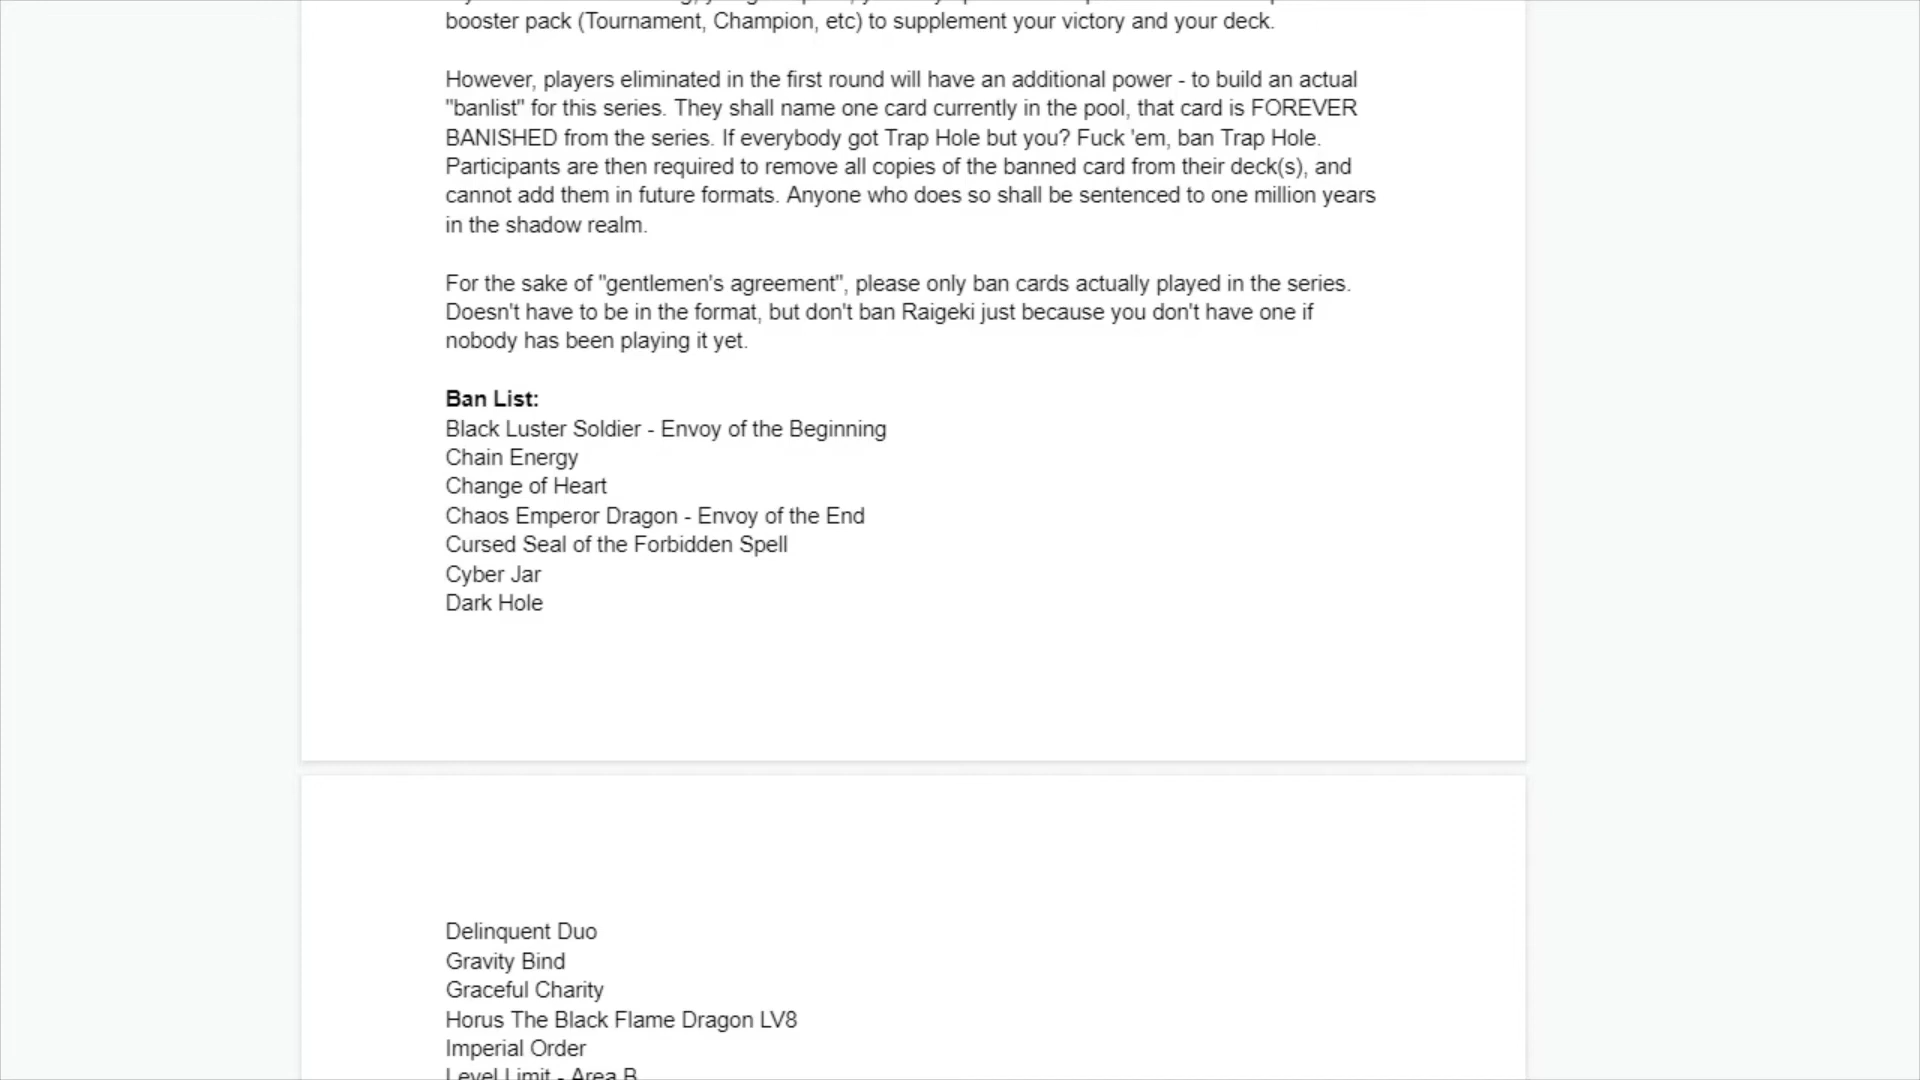 booster pack (Tournament, Champion, etc) to supplement your victory and your deck.
However, players eliminated in the first round will have an additional power - to build an actual
"banlist" for this series. They shall name one card currently in the pool, that card is FOREVER
BANISHED from the series. If everybody got Trap Hole but you? Fuck 'em, ban Trap Hole.
Participants are then required to remove all copies of the banned card from their deck(s), and
cannot add them in future formats. Anyone who does so shall be sentenced to one million years
in the shadow realm.
For the sake of "gentlemen's agreement", please only ban cards actually played in the series.
Doesn't have to be in the format, but don't ban Raigeki just because you don't have one if
nobody has been playing it yet.
Ban List:
Black Luster Soldier - Envoy of the Beginning
Chain Energy
Change of Heart
Chaos Emperor Dragon - Envoy of the End
Cursed Seal of the Forbidden Spell
Cyber Jar
Dark Hole
Delinquent Duo
Gravity Bind
Graceful Charity
Horus The Black Flame Dragon LV8
Imperial Order
Level Limit - Area B